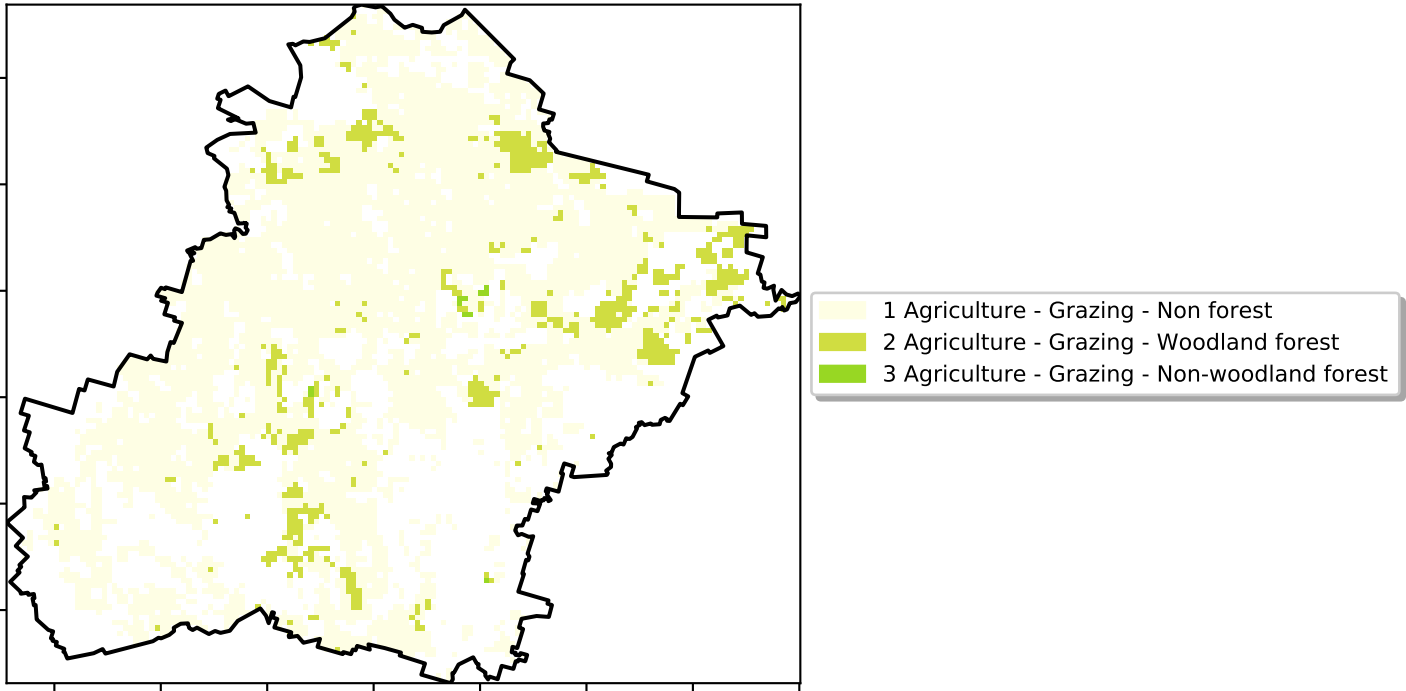 1 Agriculture - Grazing - Non forest
2 Agriculture - Grazing - Woodland forest
3 Agriculture - Grazing - Non-woodland forest